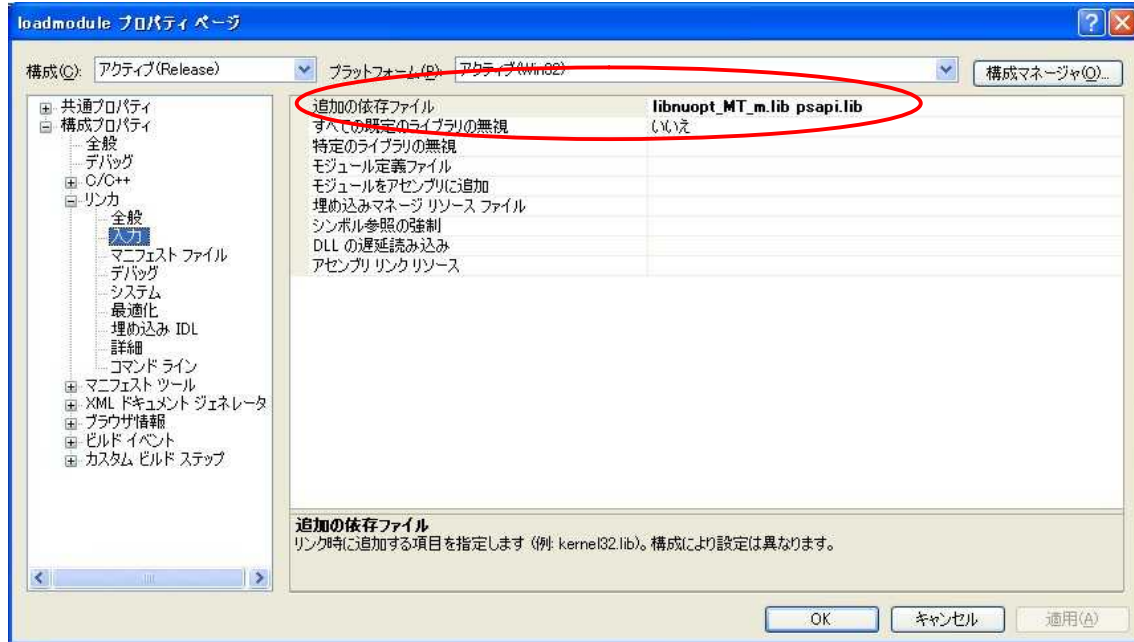 loadmodule プロパティ ページ
構成(C): アクティブ(Release) プラットフォーム(P): アクティブ(Win32) 構成マネージャ(O)...
共通プロパティ
構成プロパティ
全般
デバッグ
C/C++
リンカ
全般
入力
マニフェスト ファイル
デバッグ
システム
最適化
埋め込み IDL
詳細
コマンド ライン
マニフェスト ツール
XML ドキュメント ジェネレータ
ブラウザ情報
ビルド イベント
カスタム ビルド ステップ
追加の依存ファイル libnuopt_MT_m.lib psapi.lib
すべての既定のライブラリの無視 いいえ
特定のライブラリの無視
モジュール定義ファイル
モジュールをアセンブリに追加
埋め込みマネージ リソース ファイル
シンボル参照の強制
DLL の遅延読み込み
アセンブリ リンク リソース
追加の依存ファイル
リンク時に追加する項目を指定します (例: kernel32.lib)。構成により設定は異なります。
OK キャンセル 適用(A)